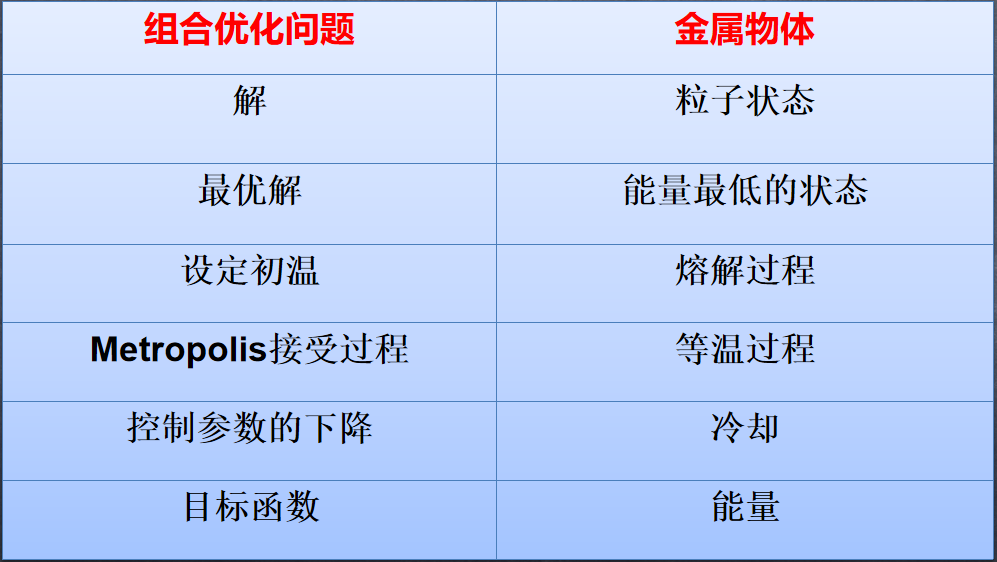 组合优化问题 金属物体
解 粒子状态
最优解 能量最低的状态
设定初温 熔解过程
Metropolis接受过程 等温过程
控制参数的下降 冷却
目标函数 能量